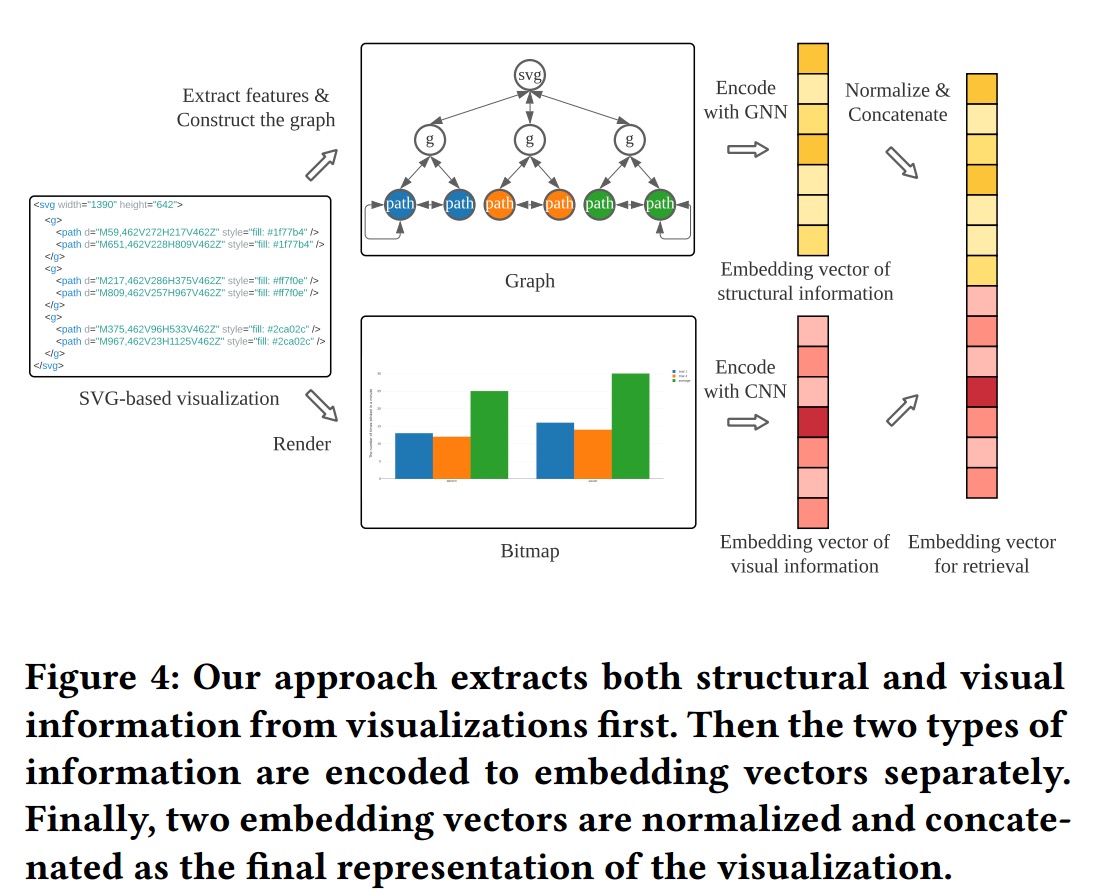 Extract features &
Construct the graph
<svg width="1390" height="642">
<g>
<path d="M59,462V272H217V462Z" style="fill: #1f77b4" />
<path d="M651,462V228H809V462Z" style="fill: #1f77b4" />
</g>
<g>
<path d="M217,462V286H375V462Z" style="fill: #ff7f0e" />
<path d="M809,462V257H967V462Z" style="fill: #ff7f0e" />
</g>
<g>
<path d="M375,462V96H533V462Z" style="fill: #2ca02c" />
<path d="M967,462V23H1125V462Z" style="fill: #2ca02c" />
</g>
</svg>
SVG-based visualization
Render
svg
g g g
path path path path path path
Graph
Bitmap
Encode
with GNN
Embedding vector of
structural information
Encode
with CNN
Embedding vector of
visual information
Normalize &
Concatenate
Embedding vector
for retrieval
Figure 4: Our approach extracts both structural and visual
information from visualizations first. Then the two types of
information are encoded to embedding vectors separately.
Finally, two embedding vectors are normalized and concate-
nated as the final representation of the visualization.